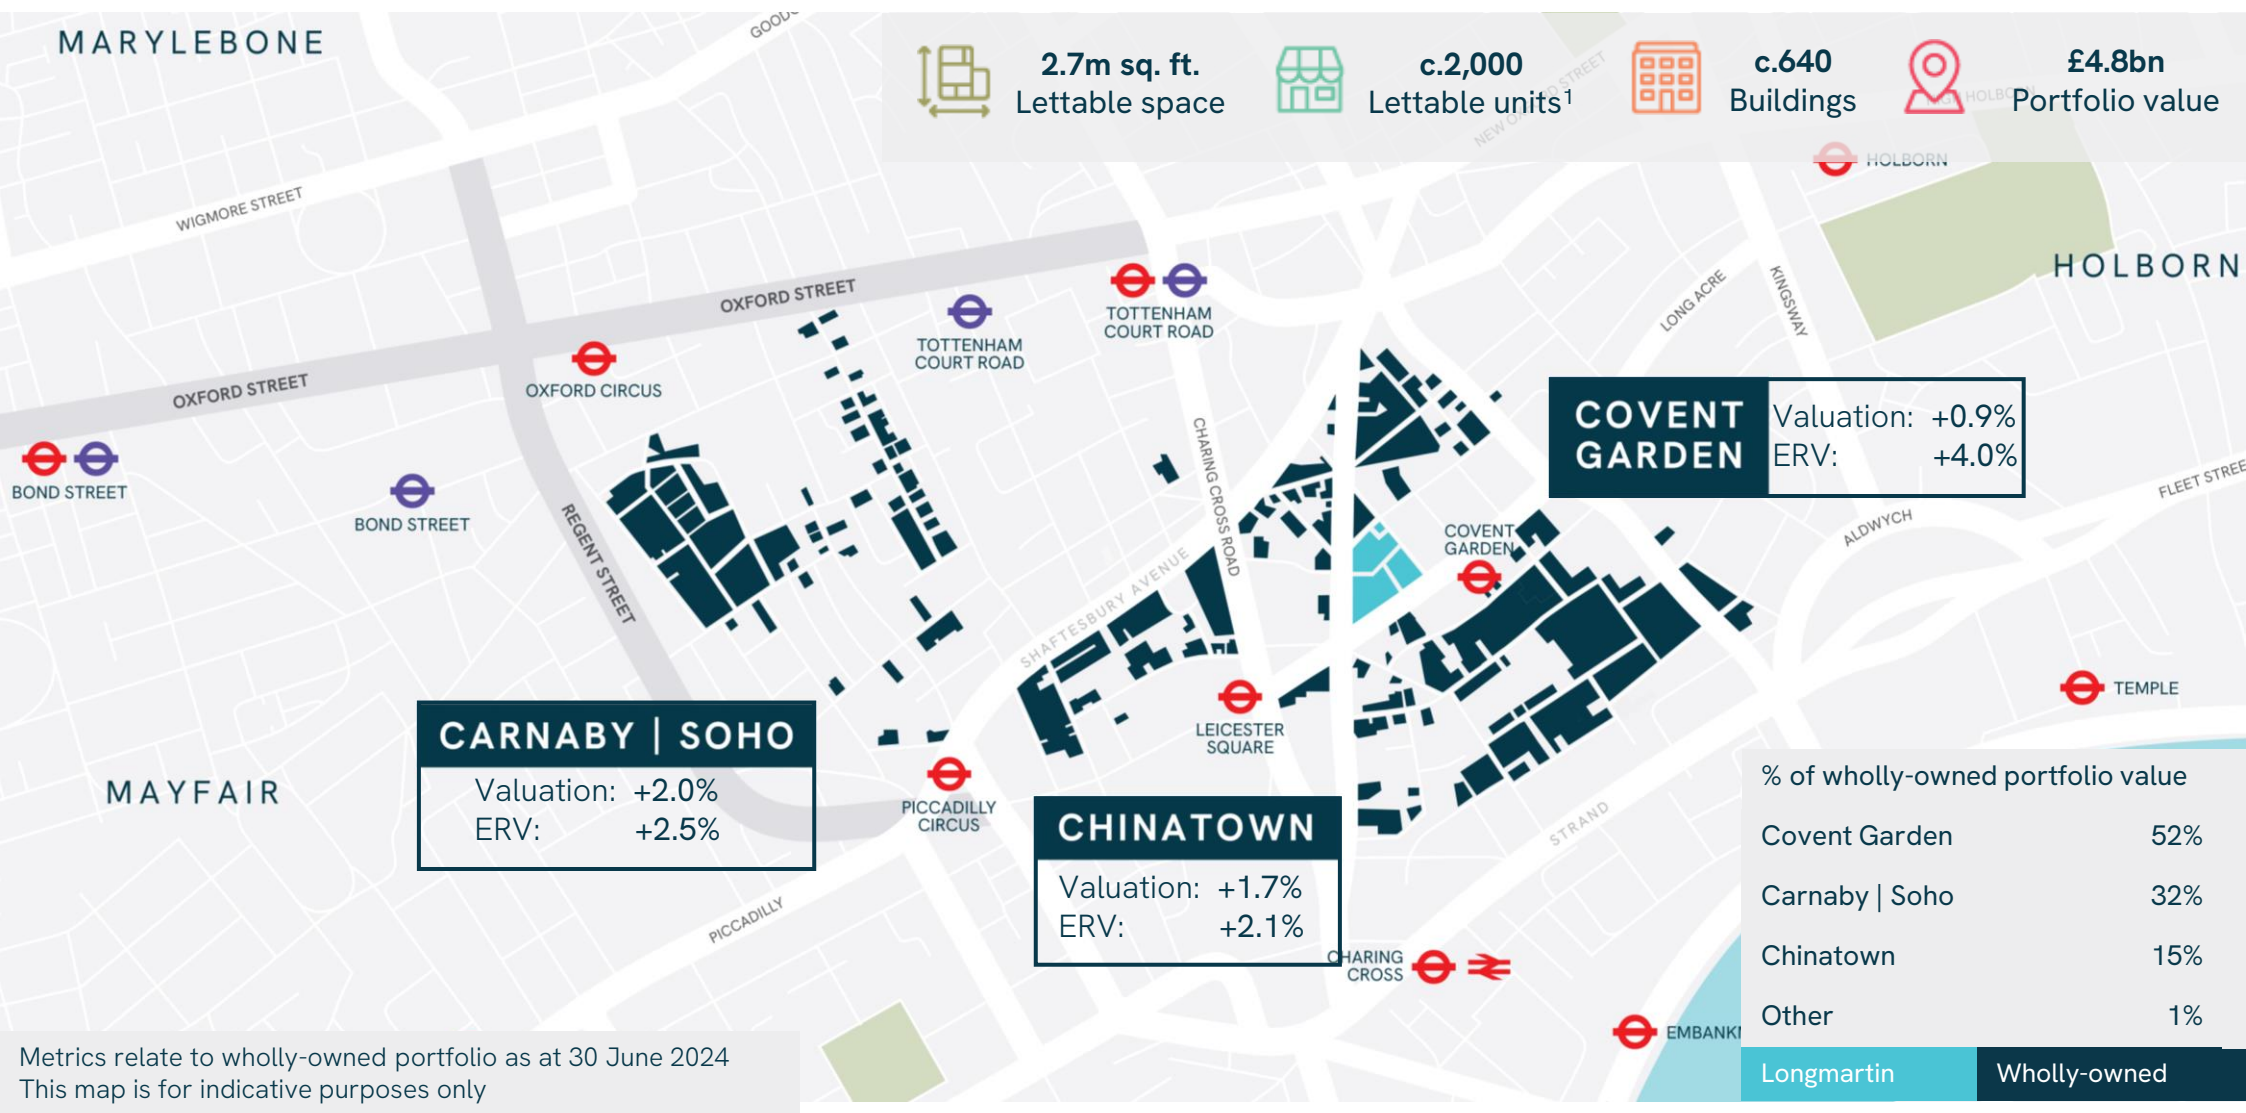 MARYLEBONE
2.7m sq. ft.
Lettable space
c.2,000
Lettable units¹
c.640
Buildings
£4.8bn
Portfolio value
NEW OXFORD STREET
HIGH HOLBORN
HOLBORN
WIGMORE STREET
HOLBORN
OXFORD STREET
TOTTENHAM
COURT ROAD
TOTTENHAM
COURT ROAD
LONG ACRE
KINGSWAY
OXFORD STREET
OXFORD CIRCUS
BOND STREET
BOND STREET
REGENT STREET
CHARING CROSS ROAD
COVENT
GARDEN
Valuation: +0.9%
ERV: +4.0%
FLEET STREE
ALDWYCH
COVENT
GARDEN
SHAFTESBURY AVENUE
TEMPLE
LEICESTER
SQUARE
CARNABY | SOHO
Valuation: +2.0%
ERV: +2.5%
MAYFAIR
PICCADILLY
CIRCUS
CHINATOWN
Valuation: +1.7%
ERV: +2.1%
STRAND
PICCADILLY
CHARING
CROSS
EMBANK
% of wholly-owned portfolio value
Covent Garden 52%
Carnaby | Soho 32%
Chinatown 15%
Other 1%
Longmartin
Wholly-owned
Metrics relate to wholly-owned portfolio as at 30 June 2024
This map is for indicative purposes only